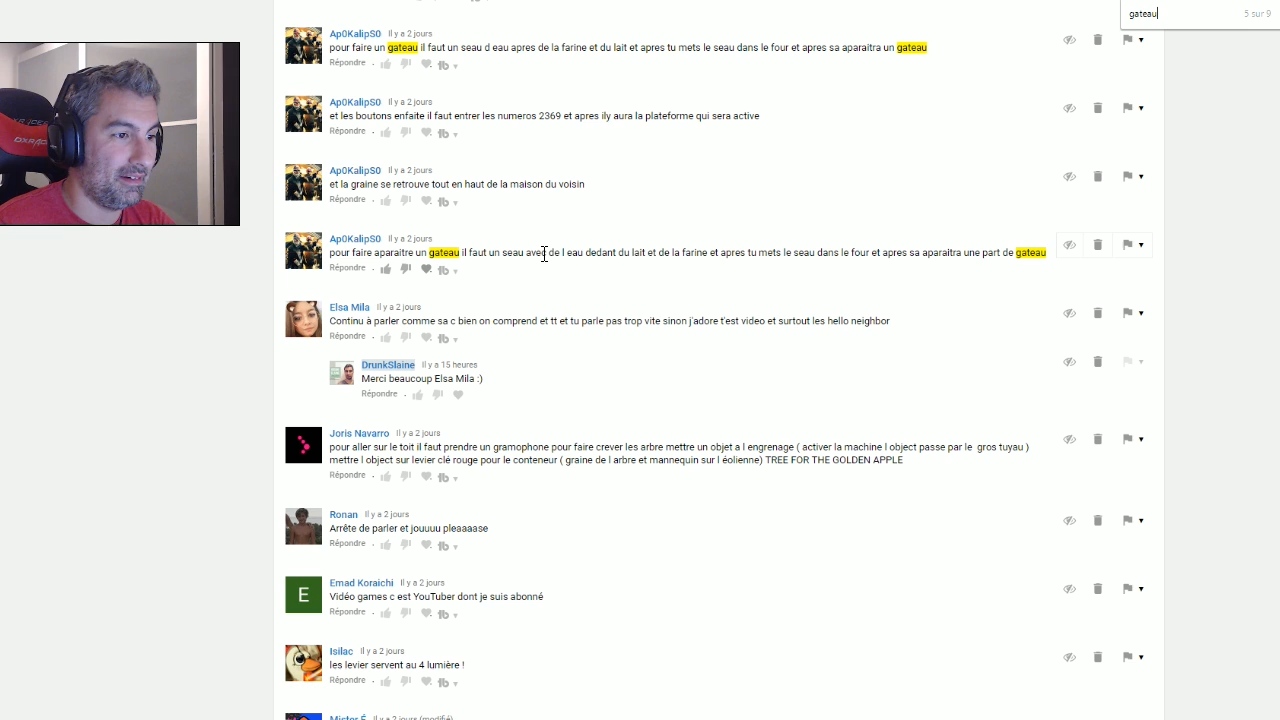 gateau 5 sur 9
Ap0KalipS0 Il y a 2 jours
pour faire un gateau il faut un seau d eau apres de la farine et du lait et apres tu mets le seau dans le four et apres sa aparaitra un gateau
Répondre
Ap0KalipS0 Il y a 2 jours
et les boutons enfaite il faut entrer les numeros 2369 et apres ily aura la plateforme qui sera active
Répondre
Ap0KalipS0 Il y a 2 jours
et la graine se retrouve tout en haut de la maison du voisin
Répondre
Ap0KalipS0 Il y a 2 jours
pour faire aparaitre un gateau il faut un seau avec de l eau dedant du lait et de la farine et apres tu mets le seau dans le four et apres sa aparaitra une part de gateau
Répondre
Elsa Mila Il y a 2 jours
Continu à parler comme sa c bien on comprend et tt et tu parle pas trop vite sinon j'adore t'est video et surtout les hello neighbor
Répondre
DrunkSlaine Il y a 15 heures
Merci beaucoup Elsa Mila :)
Répondre
Joris Navarro Il y a 2 jours
pour aller sur le toit il faut prendre un gramophone pour faire crever les arbre mettre un objet a l engrenage ( activer la machine l object passe par le gros tuyau )
mettre l object sur levier clé rouge pour le conteneur ( graine de l arbre et mannequin sur l éolienne) TREE FOR THE GOLDEN APPLE
Répondre
Ronan Il y a 2 jours
Arrête de parler et jouuuu pleaaaase
Répondre
E
Emad Koraichi Il y a 2 jours
Vidéo games c est YouTuber dont je suis abonné
Répondre
Isilac Il y a 2 jours
les levier servent au 4 lumière !
Répondre
Il y a 2 jours (modifié)